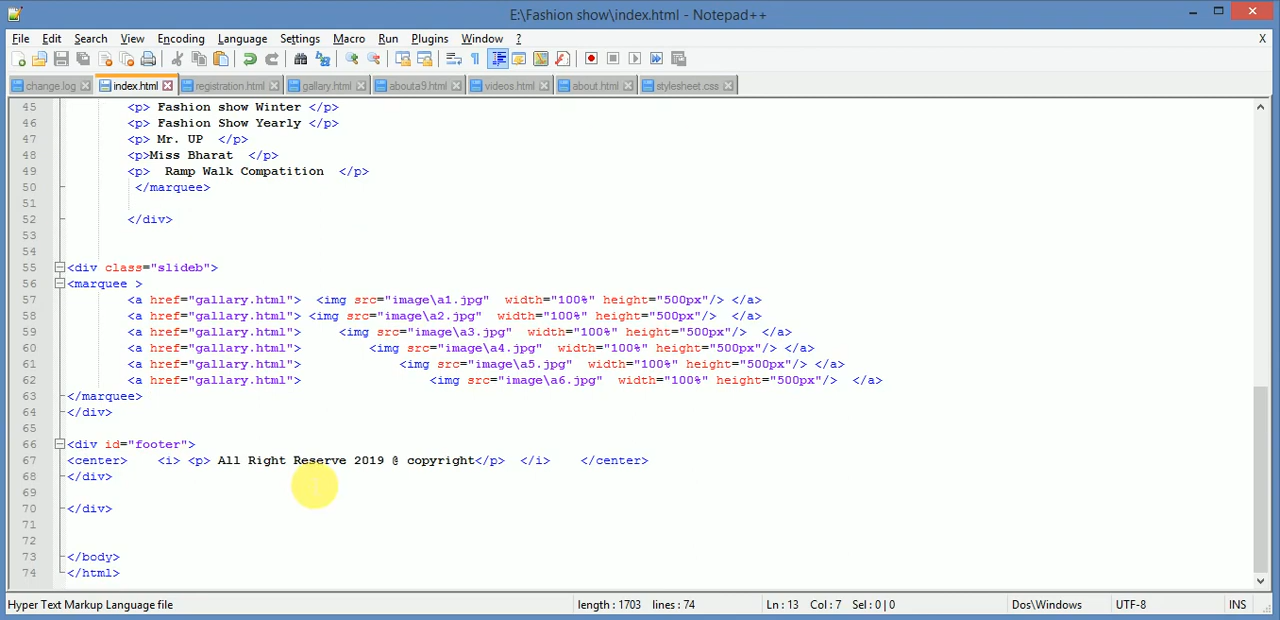 E:\Fashion show\index.html - Notepad++
File Edit Search View Encoding Language Settings Macro Run Plugins Window ? X
change.log index.html registration.html gallary.html abouta9.html videos.html about.html stylesheet.css
45 <p> Fashion show Winter </p>
46 <p> Fashion Show Yearly </p>
47 <p> Mr. UP </p>
48 <p>Miss Bharat </p>
49 <p> Ramp Walk Compatition </p>
50 </marquee>
51
52 </div>
53
54
55 <div class="slideb">
56 <marquee >
57 <a href="gallary.html"> <img src="image\a1.jpg" width="100%" height="500px"/> </a>
58 <a href="gallary.html"> <img src="image\a2.jpg" width="100%" height="500px"/> </a>
59 <a href="gallary.html"> <img src="image\a3.jpg" width="100%" height="500px"/> </a>
60 <a href="gallary.html"> <img src="image\a4.jpg" width="100%" height="500px"/> </a>
61 <a href="gallary.html"> <img src="image\a5.jpg" width="100%" height="500px"/> </a>
62 <a href="gallary.html"> <img src="image\a6.jpg" width="100%" height="500px"/> </a>
63 </marquee>
64 </div>
65
66 <div id="footer">
67 <center> <i> <p> All Right Reserve 2019 @ copyright</p> </i> </center>
68 </div>
69
70 </div>
71
72
73 </body>
74 </html>
Hyper Text Markup Language file length : 1703 lines : 74 Ln : 13 Col : 7 Sel : 0 | 0 Dos\Windows UTF-8 INS